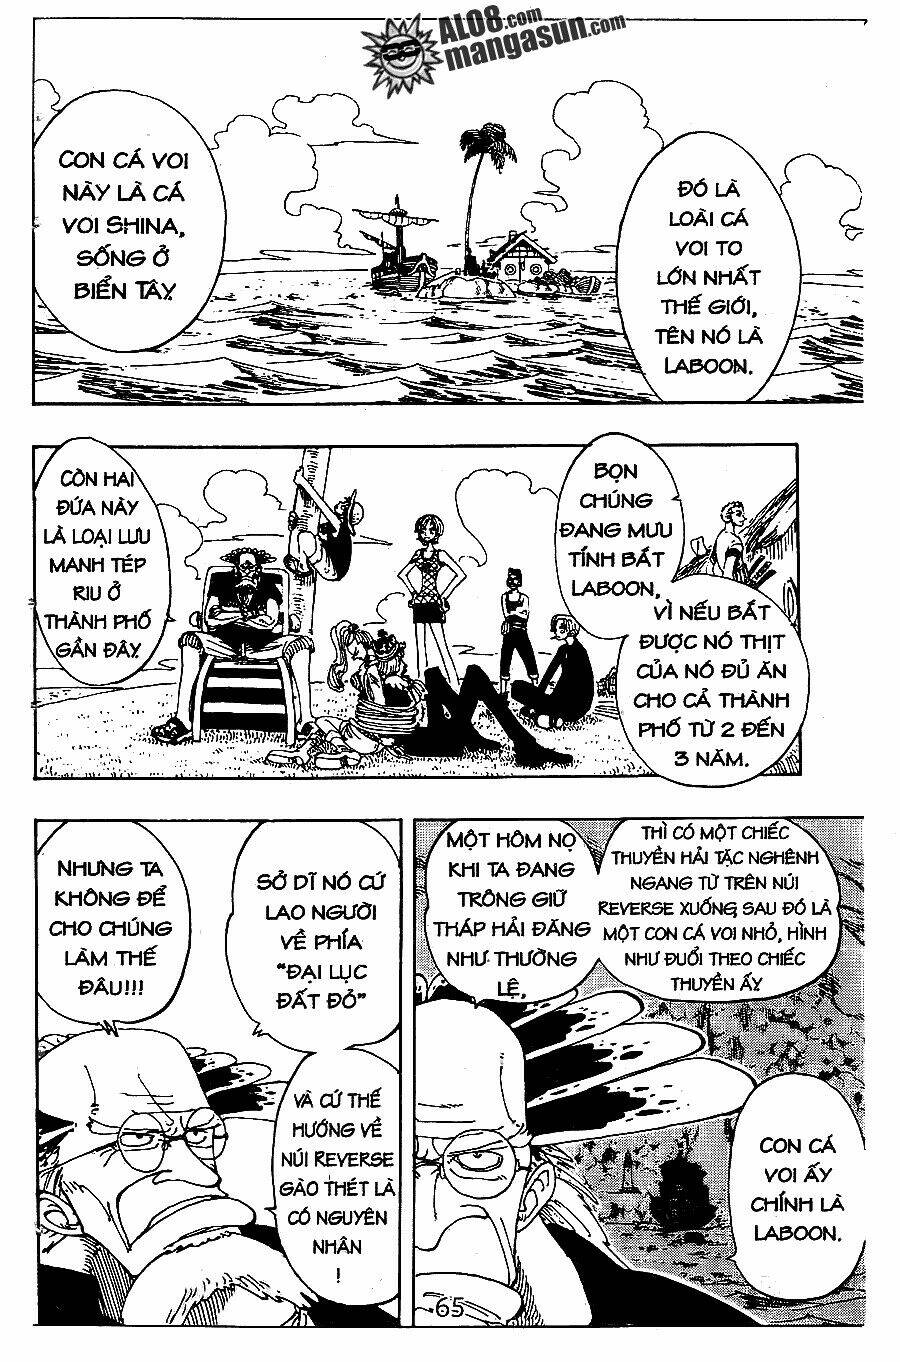 ALO8.com
mangasun.com
CON CÁ VOI
NÀY LÀ CÁ
VOI SHINA,
SỐNG Ở
BIỂN TÂY.
ĐÓ LÀ
LOÀI CÁ
VOI TO
LỚN NHẤT
THẾ GIỚI,
TÊN NÓ LÀ
LABOON.
CÒN HAI
ĐỨA NÀY
LÀ LOẠI LƯU
MANH TÉP
RIU Ở
THÀNH PHỐ
GẦN ĐÂY.
BỌN
CHÚNG
ĐANG MƯU
TÍNH BẮT
LABOON,
VÌ NẾU BẮT
ĐƯỢC NÓ THỊT
CỦA NÓ ĐỦ ĂN
CHO CẢ THÀNH
PHỐ TỪ 2 ĐẾN
3 NĂM.
NHƯNG TA
KHÔNG ĐỂ
CHO CHÚNG
LÀM THẾ
ĐÂU!!!
SỞ DĨ NÓ CỨ
LAO NGƯỜI
VỀ PHÍA
"ĐẠI LỤC
ĐẤT ĐỎ"
VÀ CỨ THẾ
HƯỚNG VỀ
NÚI REVERSE
GÀO THÉT LÀ
CÓ NGUYÊN
NHÂN
!
MỘT HÔM NỌ
KHI TA ĐANG
TRÔNG GIỮ
THÁP HẢI ĐĂNG
NHƯ THƯỜNG
LỆ,
THÌ CÓ MỘT CHIẾC
THUYỀN HẢI TẶC NGHÊNH
NGANG TỪ TRÊN NÚI
REVERSE XUỐNG, SAU ĐÓ LÀ
MỘT CON CÁ VOI NHỎ, HÌNH
NHƯ ĐUỔI THEO CHIẾC
THUYỀN ẤY.
CON CÁ
VOI ẤY
CHÍNH LÀ
LABOON.
65